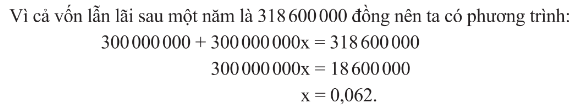 Vì cả vốn lẫn lãi sau một năm là 318 600 000 đồng nên ta có phương trình:
300 000 000 + 300 000 000x = 318 600 000
300 000 000x = 18 600 000
x = 0,062.